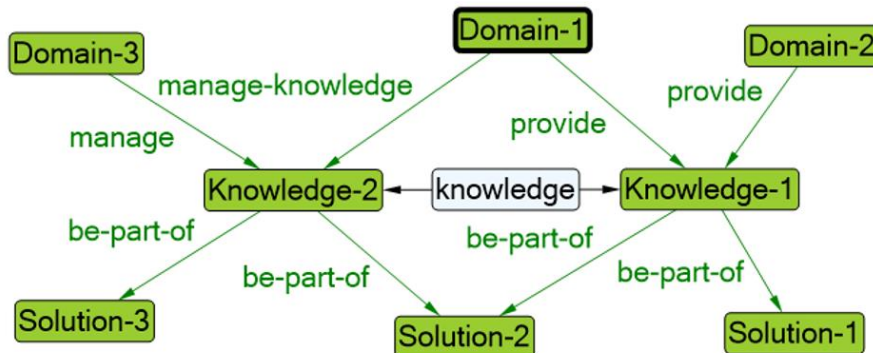 Domain-1
Domain-3
Domain-2
manage-knowledge
provide
manage
provide
Knowledge-2
knowledge
Knowledge-1
be-part-of
be-part-of
be-part-of
be-part-of
Solution-3
Solution-2
Solution-1